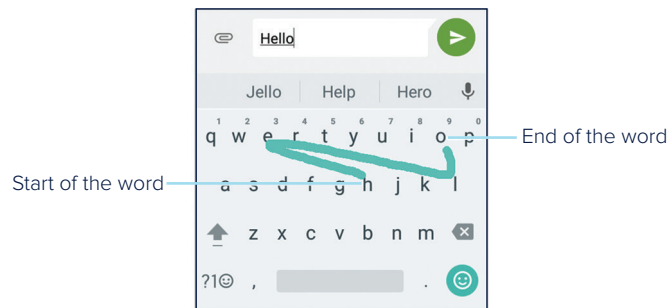 Hello
Jello Help Hero
1 2 3 4 5 6 7 8 9 0
q w e r t y u i o p
End of the word
Start of the word
a s d f g h j k l
z x c v b n m
?1☺ , .